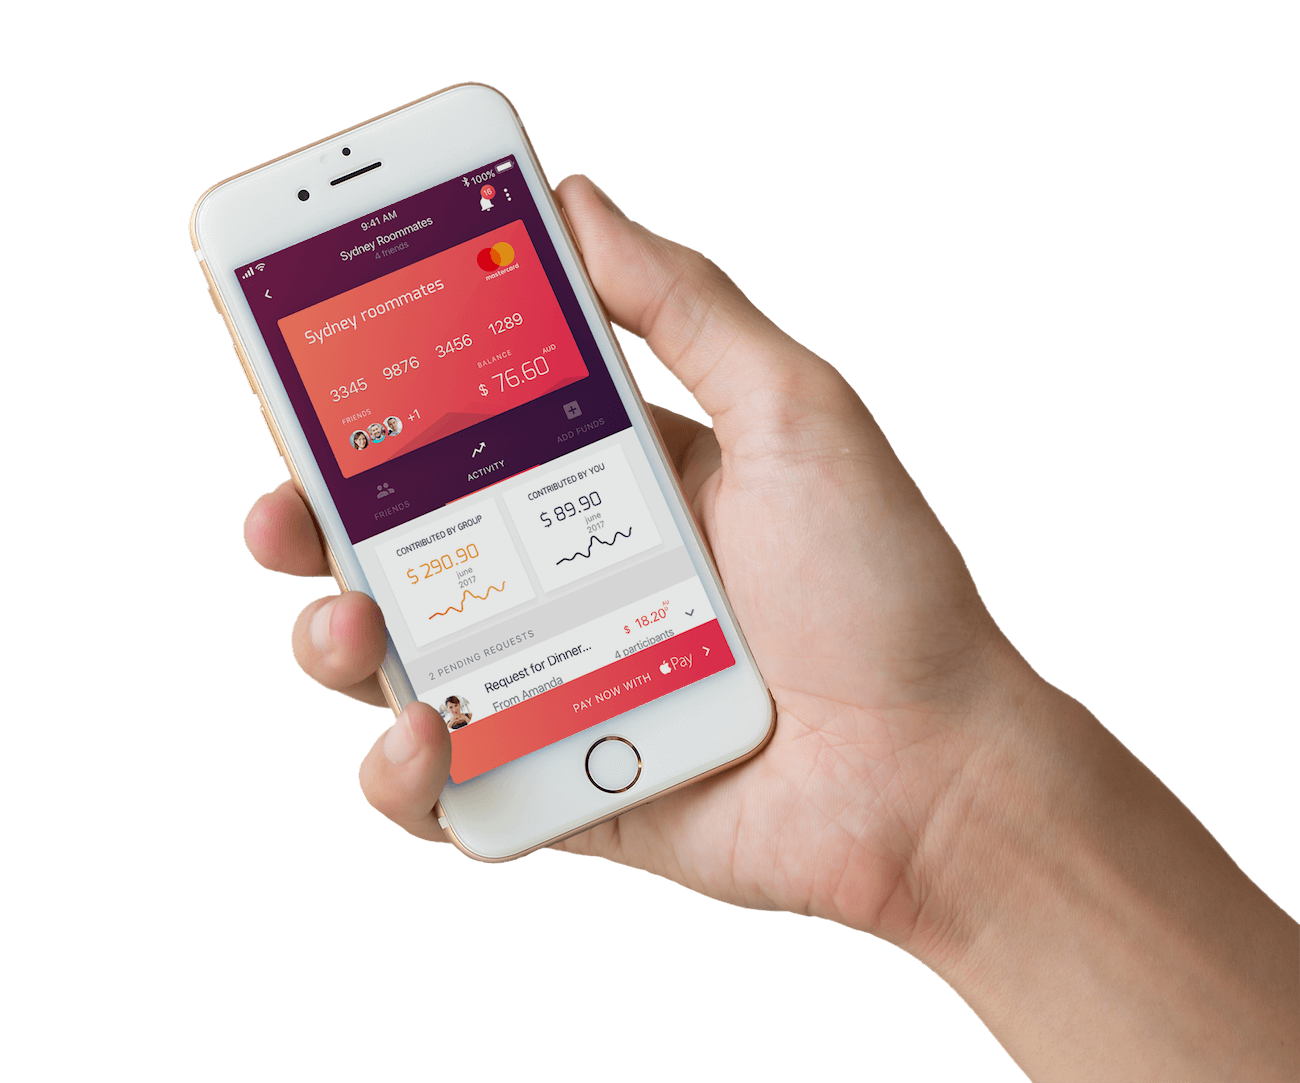 9:41 AM
100%
Sydney Roommates
4 friends
16
Sydney roommates
mastercard
3345 9876 3456 1289
FRIENDS
+1
BALANCE
$ 76.60 AUD
FRIENDS
ACTIVITY
ADD FUNDS
CONTRIBUTED BY GROUP
$ 290.90
june
2017
CONTRIBUTED BY YOU
$ 89.90
june
2017
2 PENDING REQUESTS
Request for Dinner...
From Amanda
$ 18.20
4 participants
PAY NOW WITH Pay